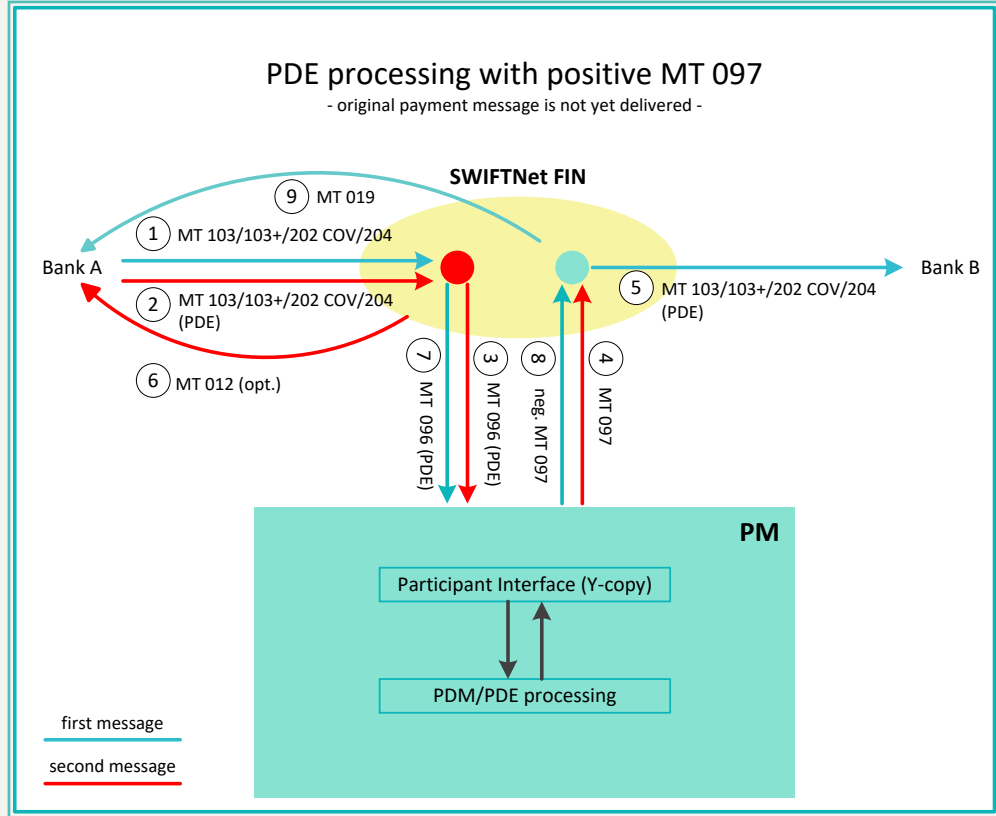 PDE processing with positive MT 097
- original payment message is not yet delivered -
SWIFTNet FIN
9 MT 019
1 MT 103/103+/202 COV/204
Bank A
Bank B
2 MT 103/103+/202 COV/204
(PDE)
5 MT 103/103+/202 COV/204
(PDE)
6 MT 012 (opt.)
7 MT 096 (PDE)
3 MT 096 (PDE)
8 neg. MT 097
4 MT 097
PM
Participant Interface (Y-copy)
PDM/PDE processing
first message
second message